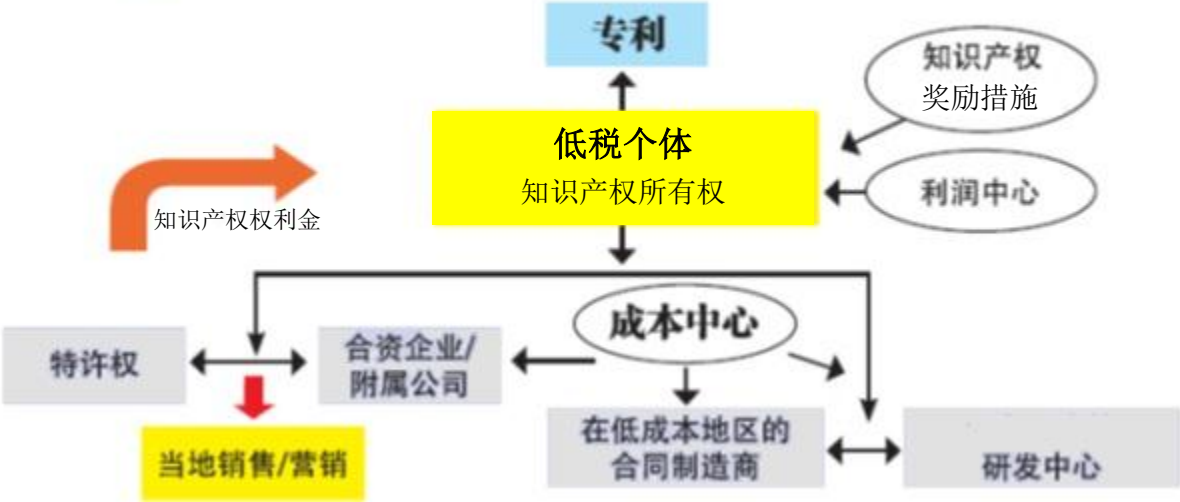 专利
知识产权
奖励措施
低税个体
知识产权所有权
利润中心
知识产权权利金
成本中心
特许权
合资企业/
附属公司
当地销售/营销
在低成本地区的
合同制造商
研发中心